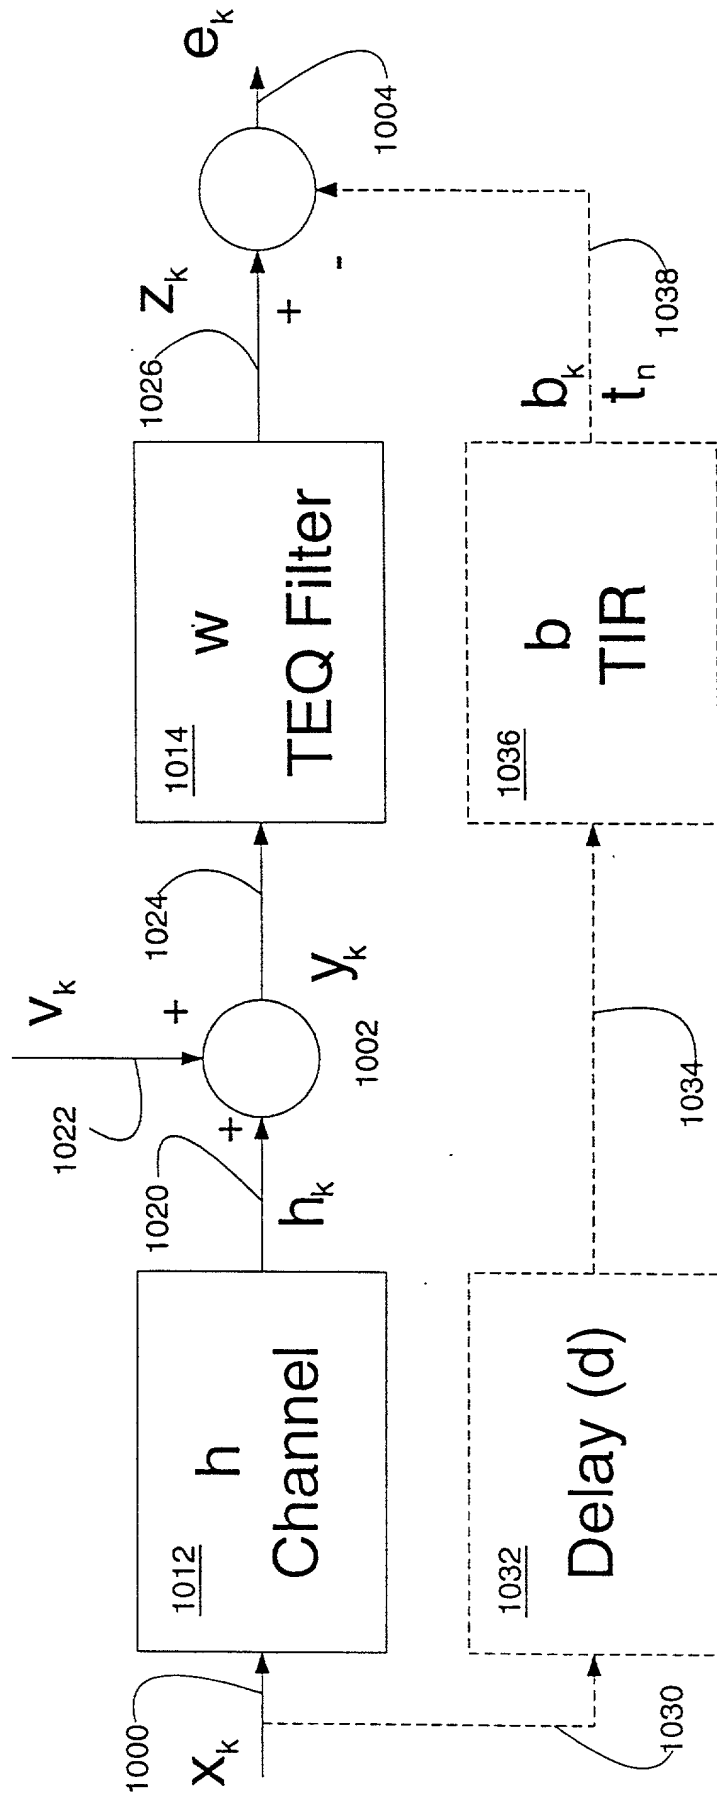 1000
x_k
1012
h
Channel
1020
h_k
1022
v_k
+
+
1002
y_k
1024
1014
w
TEQ Filter
1026
z_k
+
-
1004
e_k
1030
1032
Delay (d)
1034
1036
b
TIR
b_k
t_n
1038